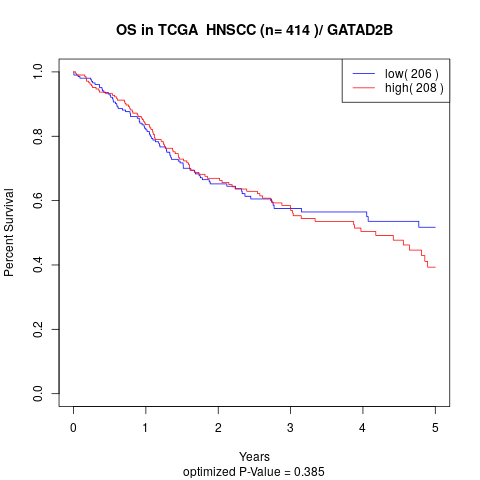 OS in TCGA  HNSCC (n= 414 )/ GATAD2B
low( 206 )
high( 208 )
Percent Survival
1.0
0.8
0.6
0.4
0.2
0.0
0 1 2 3 4 5
Years
optimized P-Value = 0.385